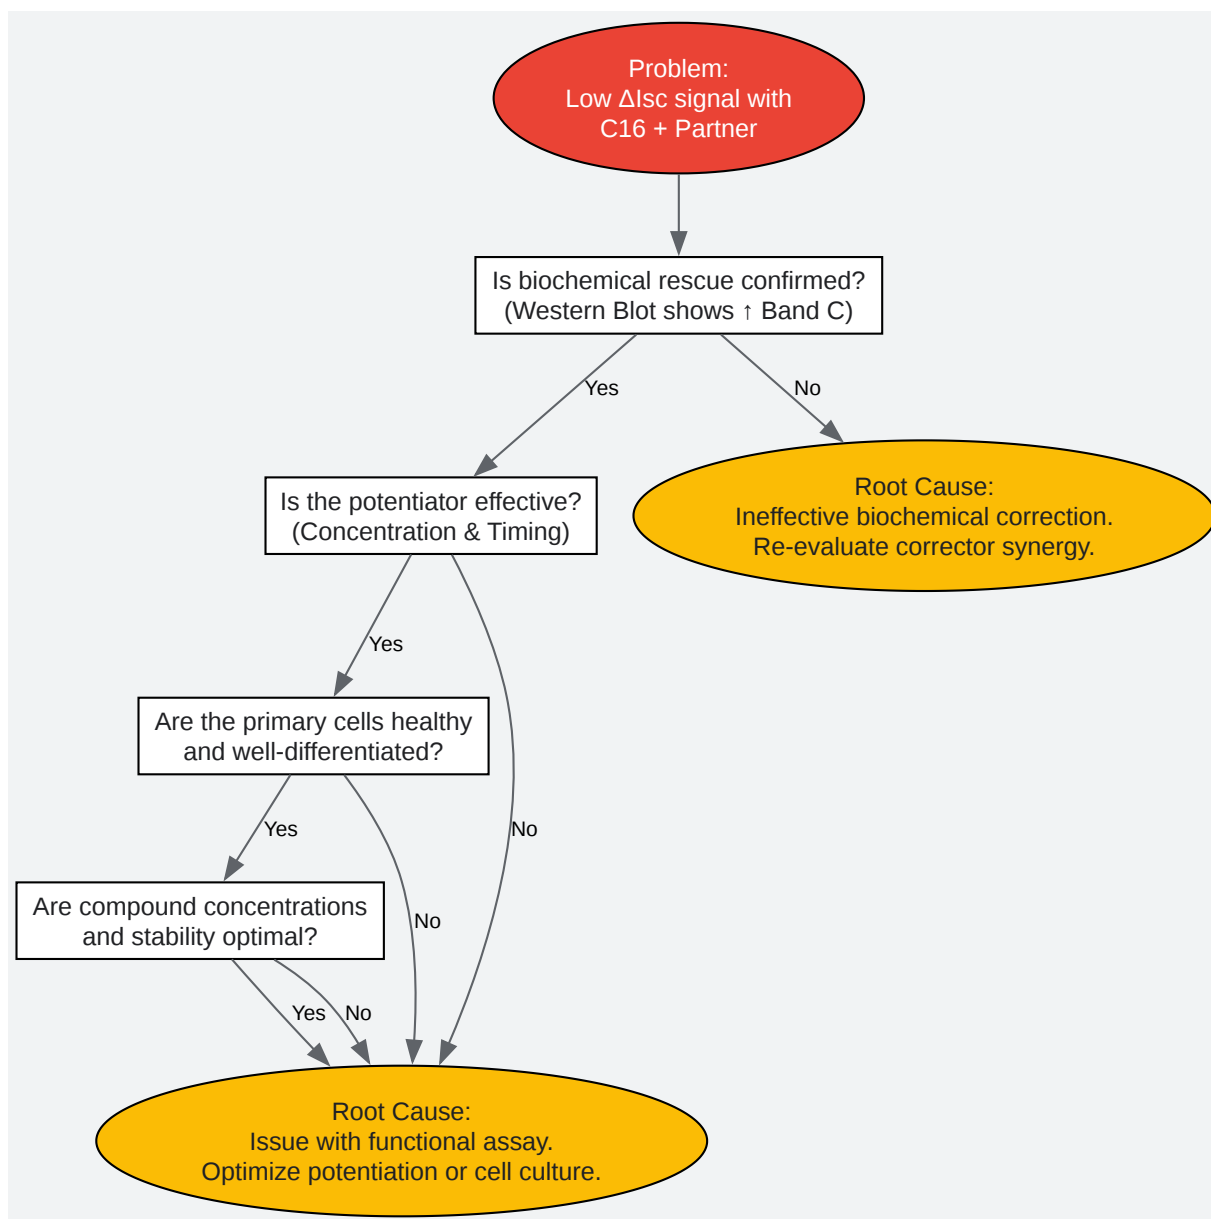 Problem:
Low ΔIsc signal with
C16 + Partner
Is biochemical rescue confirmed?
(Western Blot shows ↑ Band C)
Yes
No
Is the potentiator effective?
(Concentration & Timing)
Root Cause:
Ineffective biochemical correction.
Re-evaluate corrector synergy.
Yes
No
Are the primary cells healthy
and well-differentiated?
Yes
No
Are compound concentrations
and stability optimal?
Yes
No
Root Cause:
Issue with functional assay.
Optimize potentiation or cell culture.